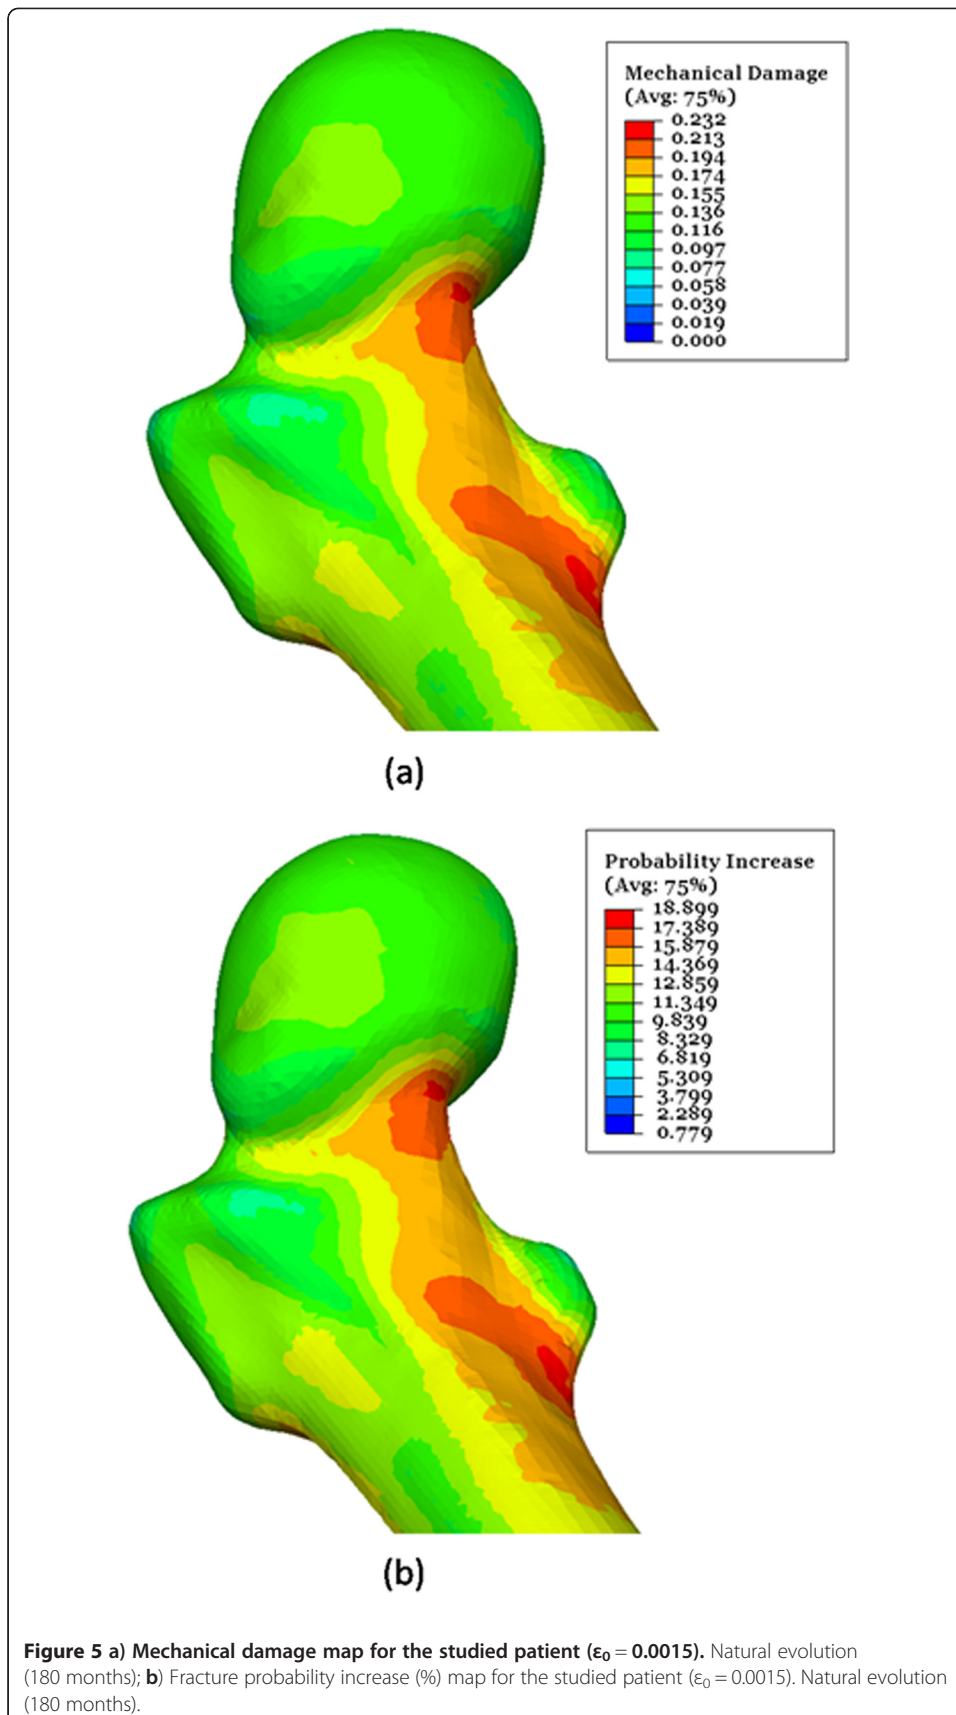 Mechanical Damage
(Avg: 75%)
0.232
0.213
0.194
0.174
0.155
0.136
0.116
0.097
0.077
0.058
0.039
0.019
0.000
(a)
Probability Increase
(Avg: 75%)
18.899
17.389
15.879
14.369
12.859
11.349
9.839
8.329
6.819
5.309
3.799
2.289
0.779
(b)
Figure 5 a) Mechanical damage map for the studied patient (ε₀ = 0.0015). Natural evolution
(180 months); b) Fracture probability increase (%) map for the studied patient (ε₀ = 0.0015). Natural evolution
(180 months).